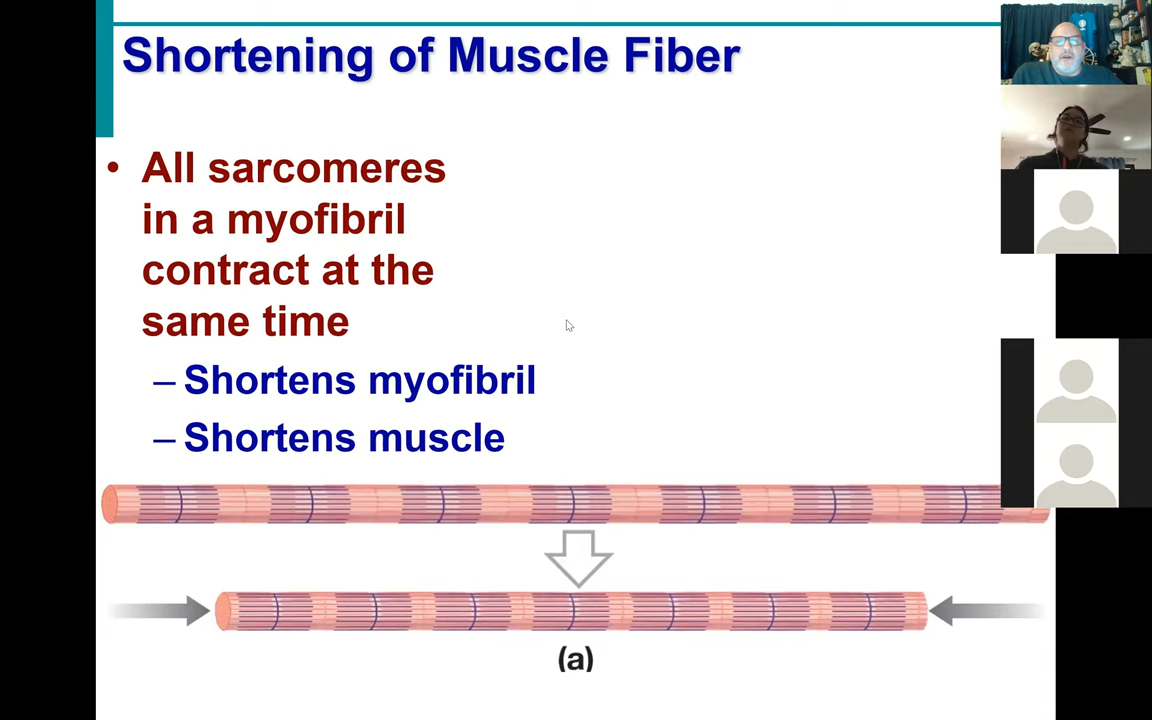 Shortening of Muscle Fiber
• All sarcomeres
in a myofibril
contract at the
same time
– Shortens myofibril
– Shortens muscle
(a)